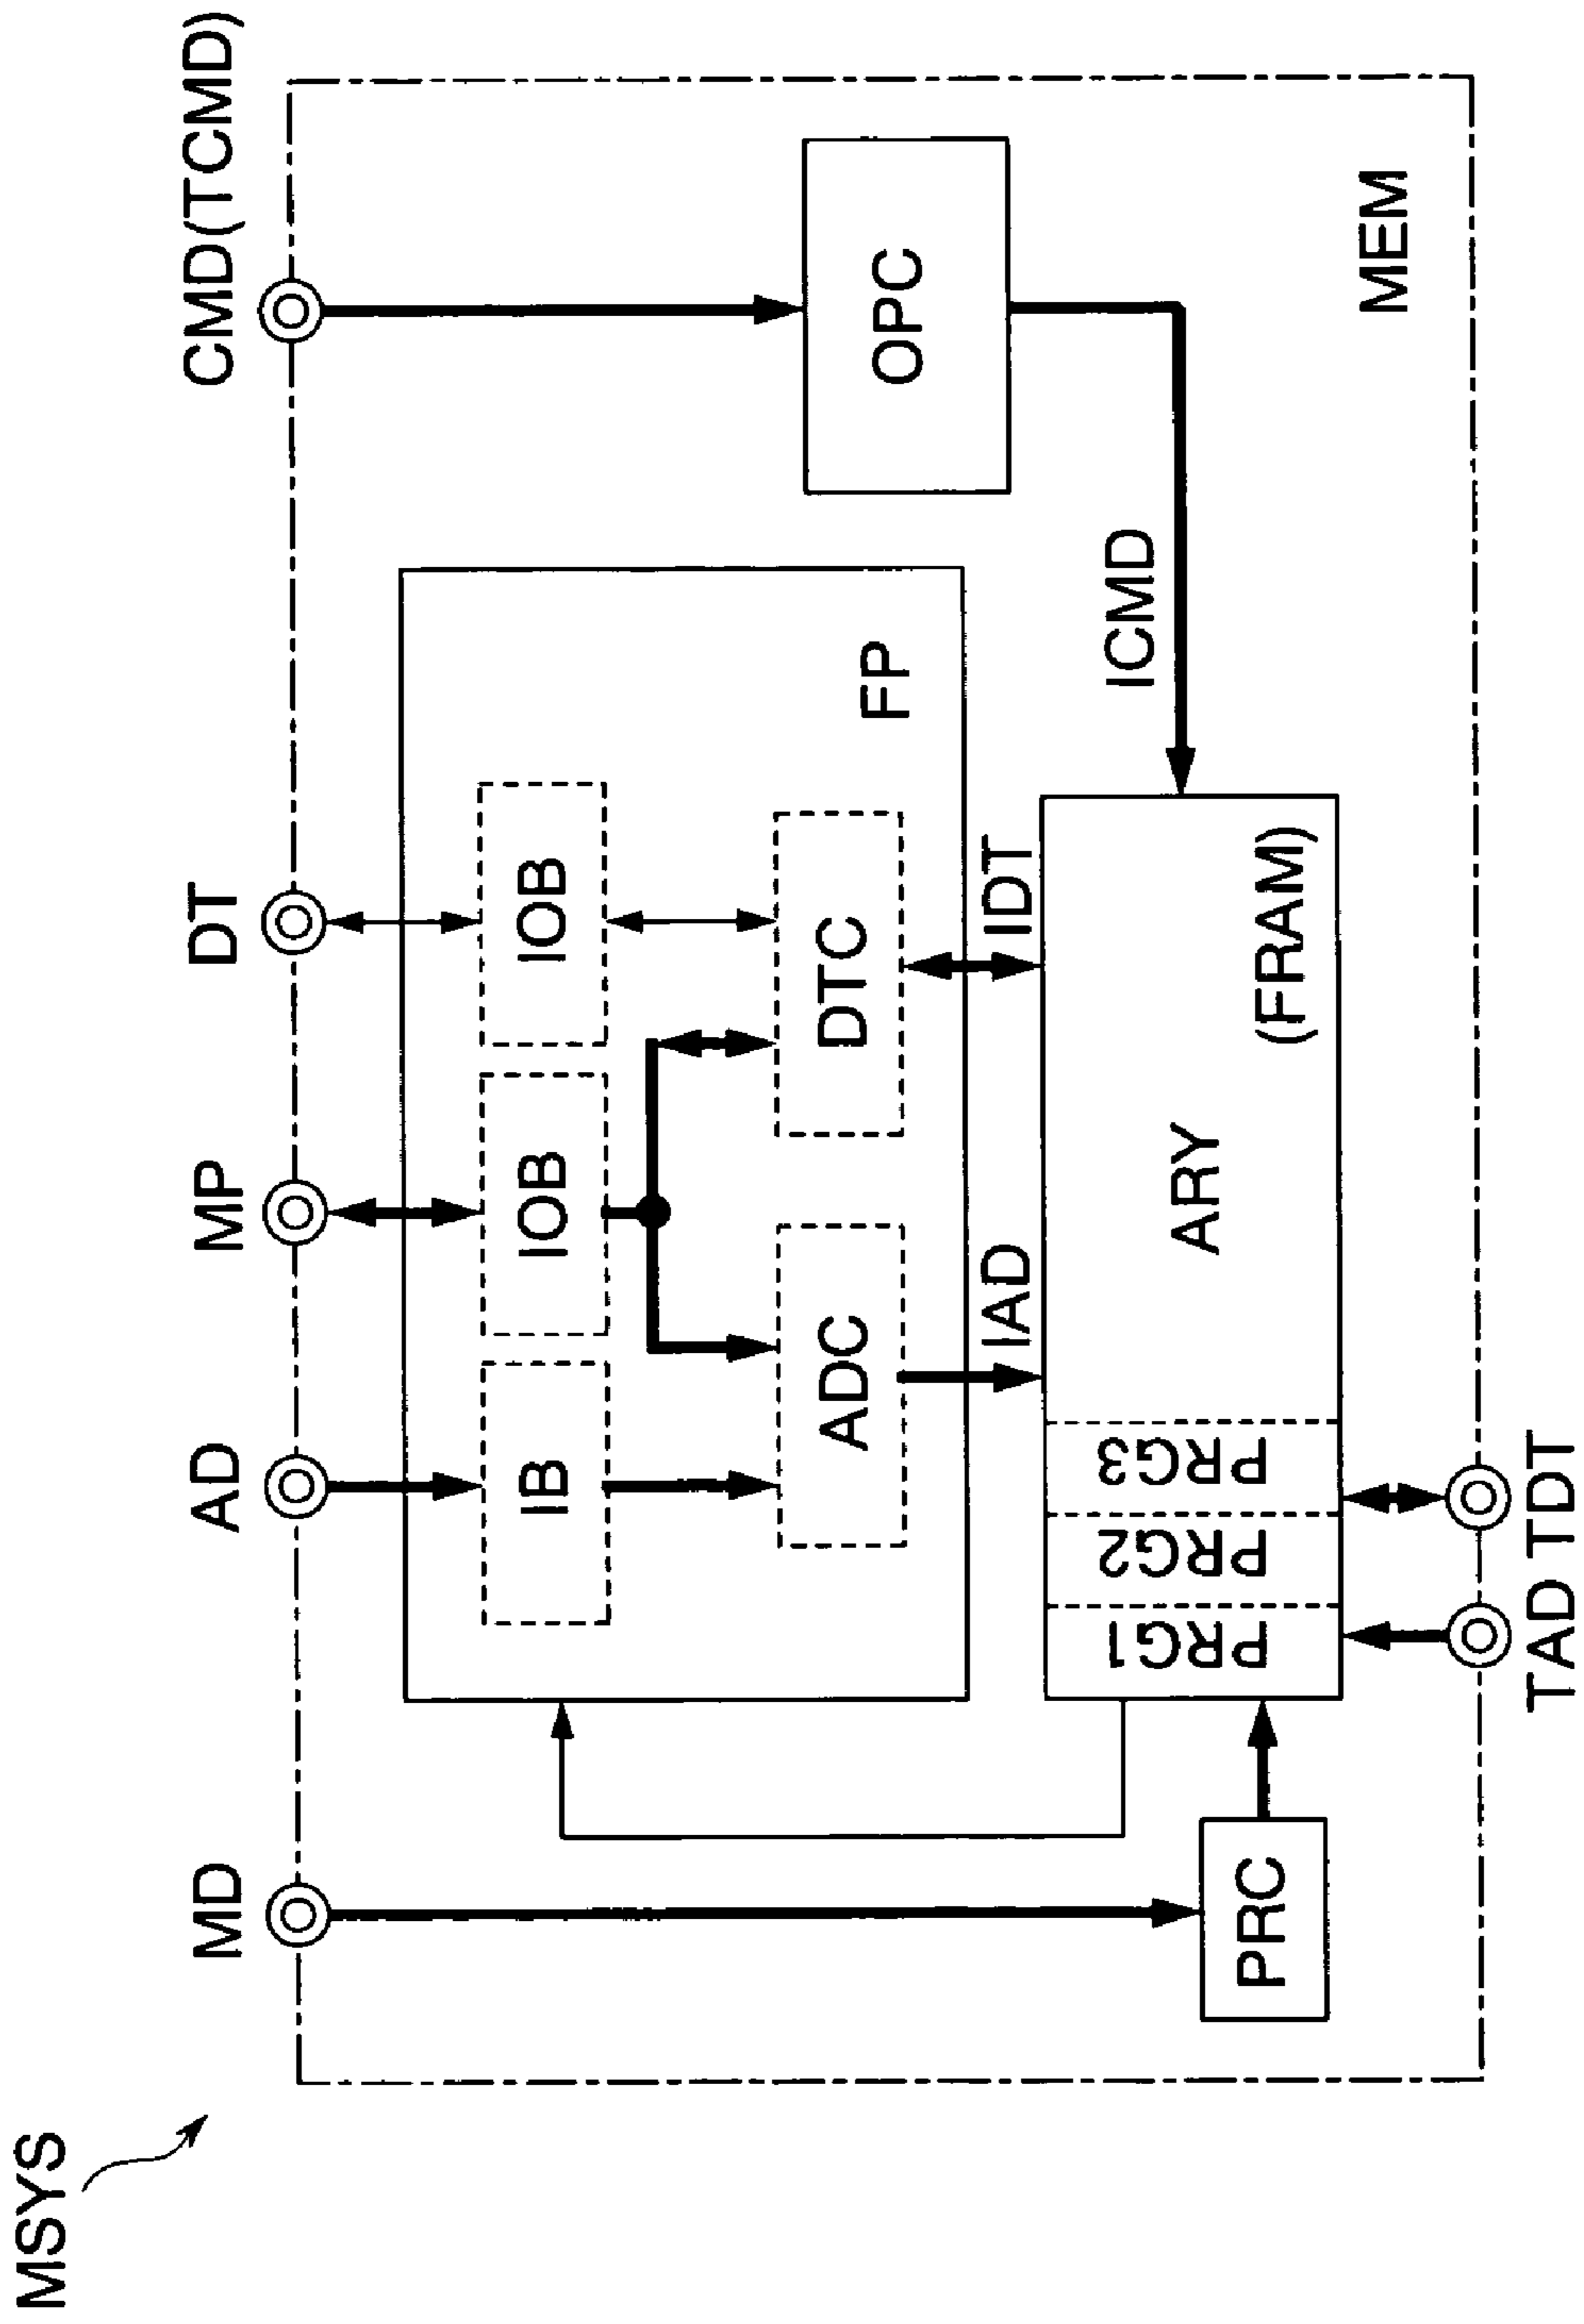 MSYS
MD
AD
MP
DT
CMD(TCMD)
IB
IOB
IOB
ADC
DTC
FP
OPC
IAD
IDT
ICMD
PRC
PRG1
PRG2
PRG3
ARY
(FRAM)
MEM
TAD
TDT